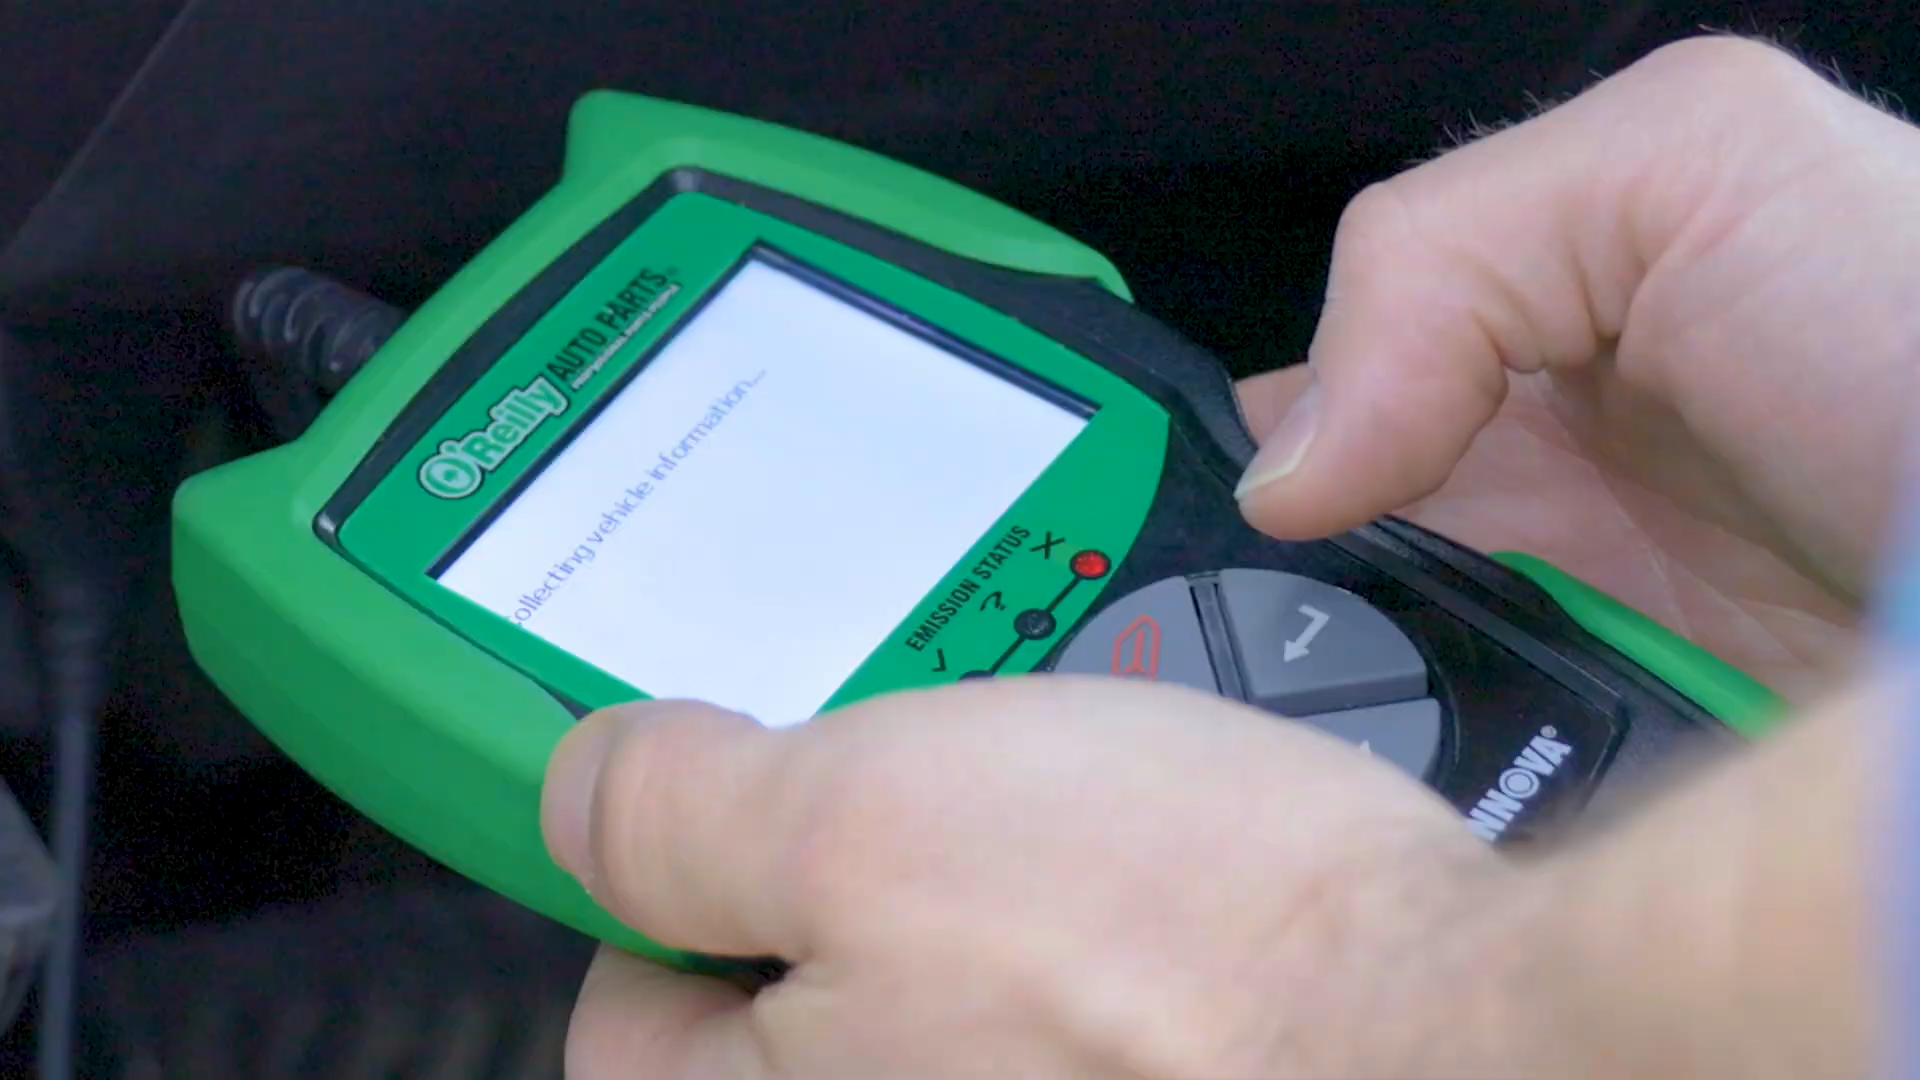 O'Reilly AUTO PARTS
Collecting vehicle information...
EMISSION STATUS
?
INNOVA®